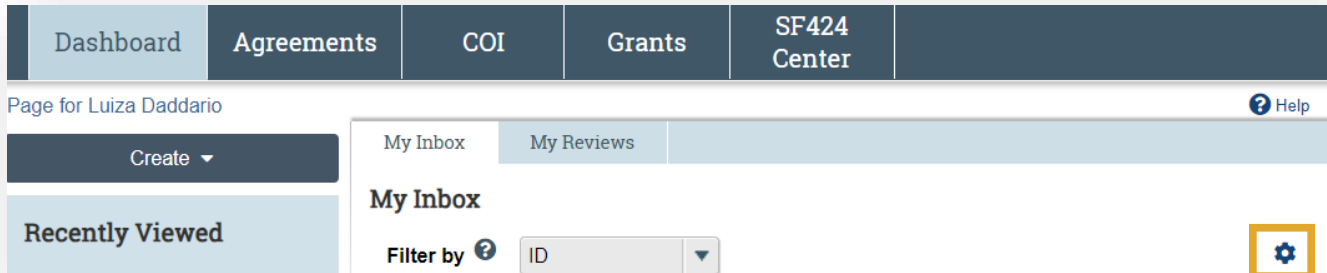 Dashboard
Agreements
COI
Grants
SF424
Center
Page for Luiza Daddario
Help
Create
My Inbox
My Reviews
My Inbox
Recently Viewed
Filter by ? ID